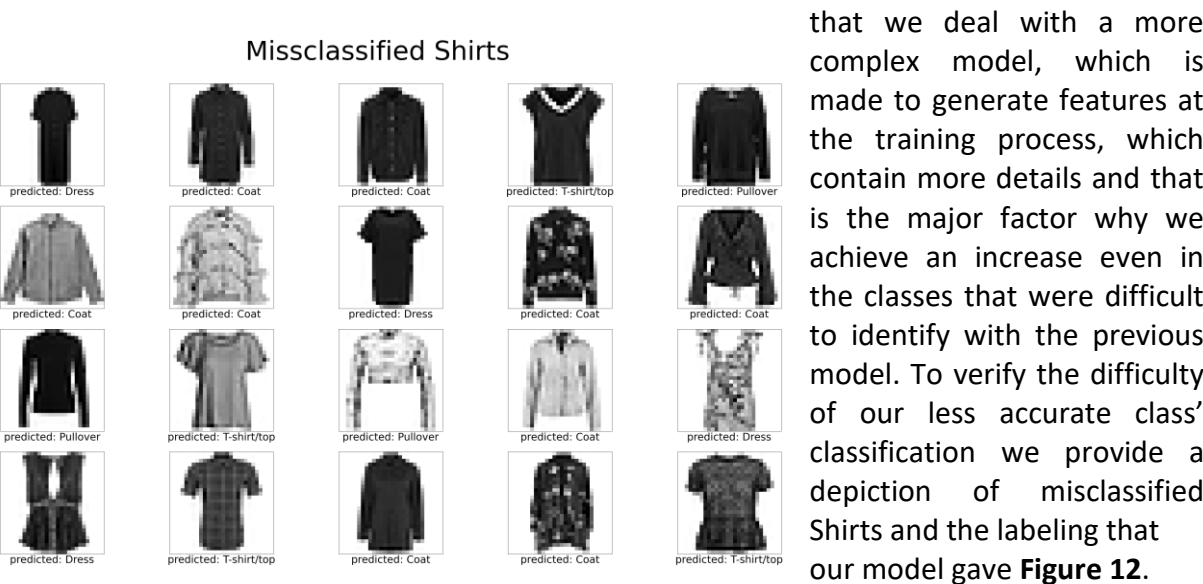 Missclassified Shirts
predicted: Dress
predicted: Coat
predicted: Coat
predicted: T-shirt/top
predicted: Pullover
predicted: Coat
predicted: Coat
predicted: Dress
predicted: Coat
predicted: Coat
predicted: Pullover
predicted: T-shirt/top
predicted: Pullover
predicted: Coat
predicted: Dress
predicted: Dress
predicted: T-shirt/top
predicted: Coat
predicted: Coat
predicted: T-shirt/top
that we deal with a more
complex model, which is
made to generate features at
the training process, which
contain more details and that
is the major factor why we
achieve an increase even in
the classes that were difficult
to identify with the previous
model. To verify the difficulty
of our less accurate class’
classification we provide a
depiction of misclassified
Shirts and the labeling that
our model gave Figure 12.